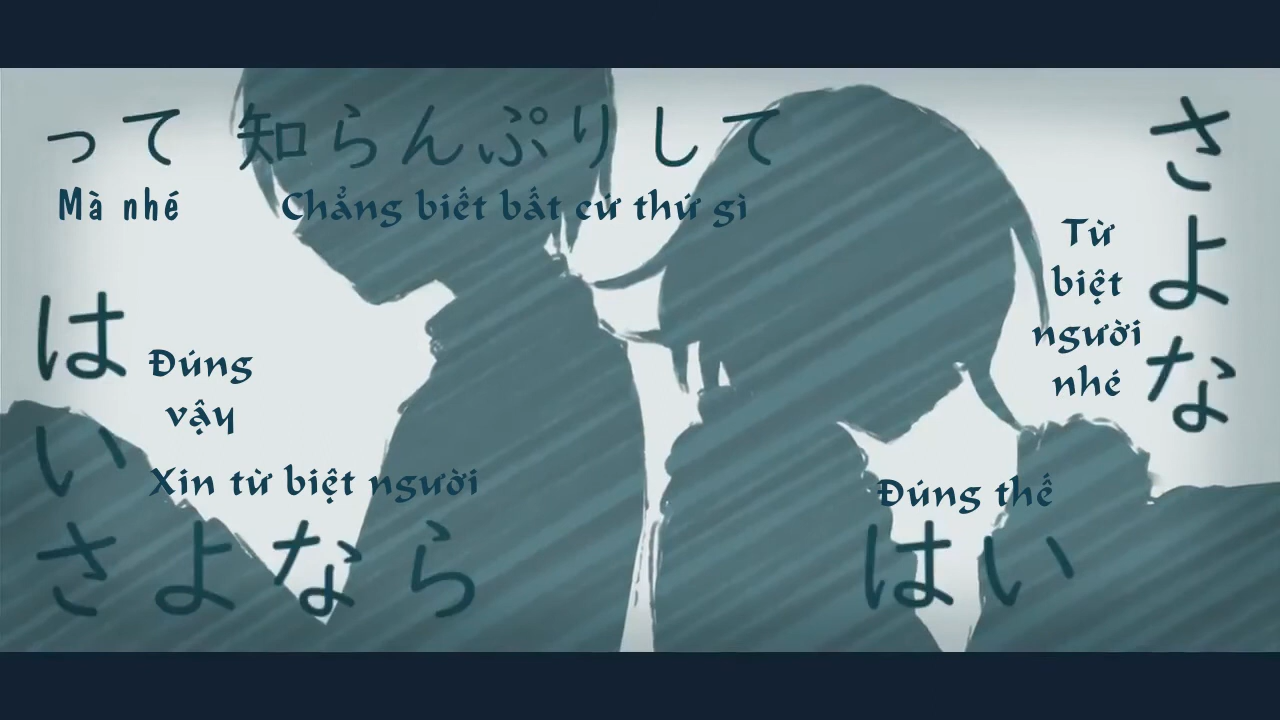 って 知らんぷりして
Mà nhé
Chẳng biết bất cứ thứ gì
さよな
Từ
biệt
người
nhé
はい
Đúng
vậy
Xin từ biệt người
さよなら
Đúng thế
はい